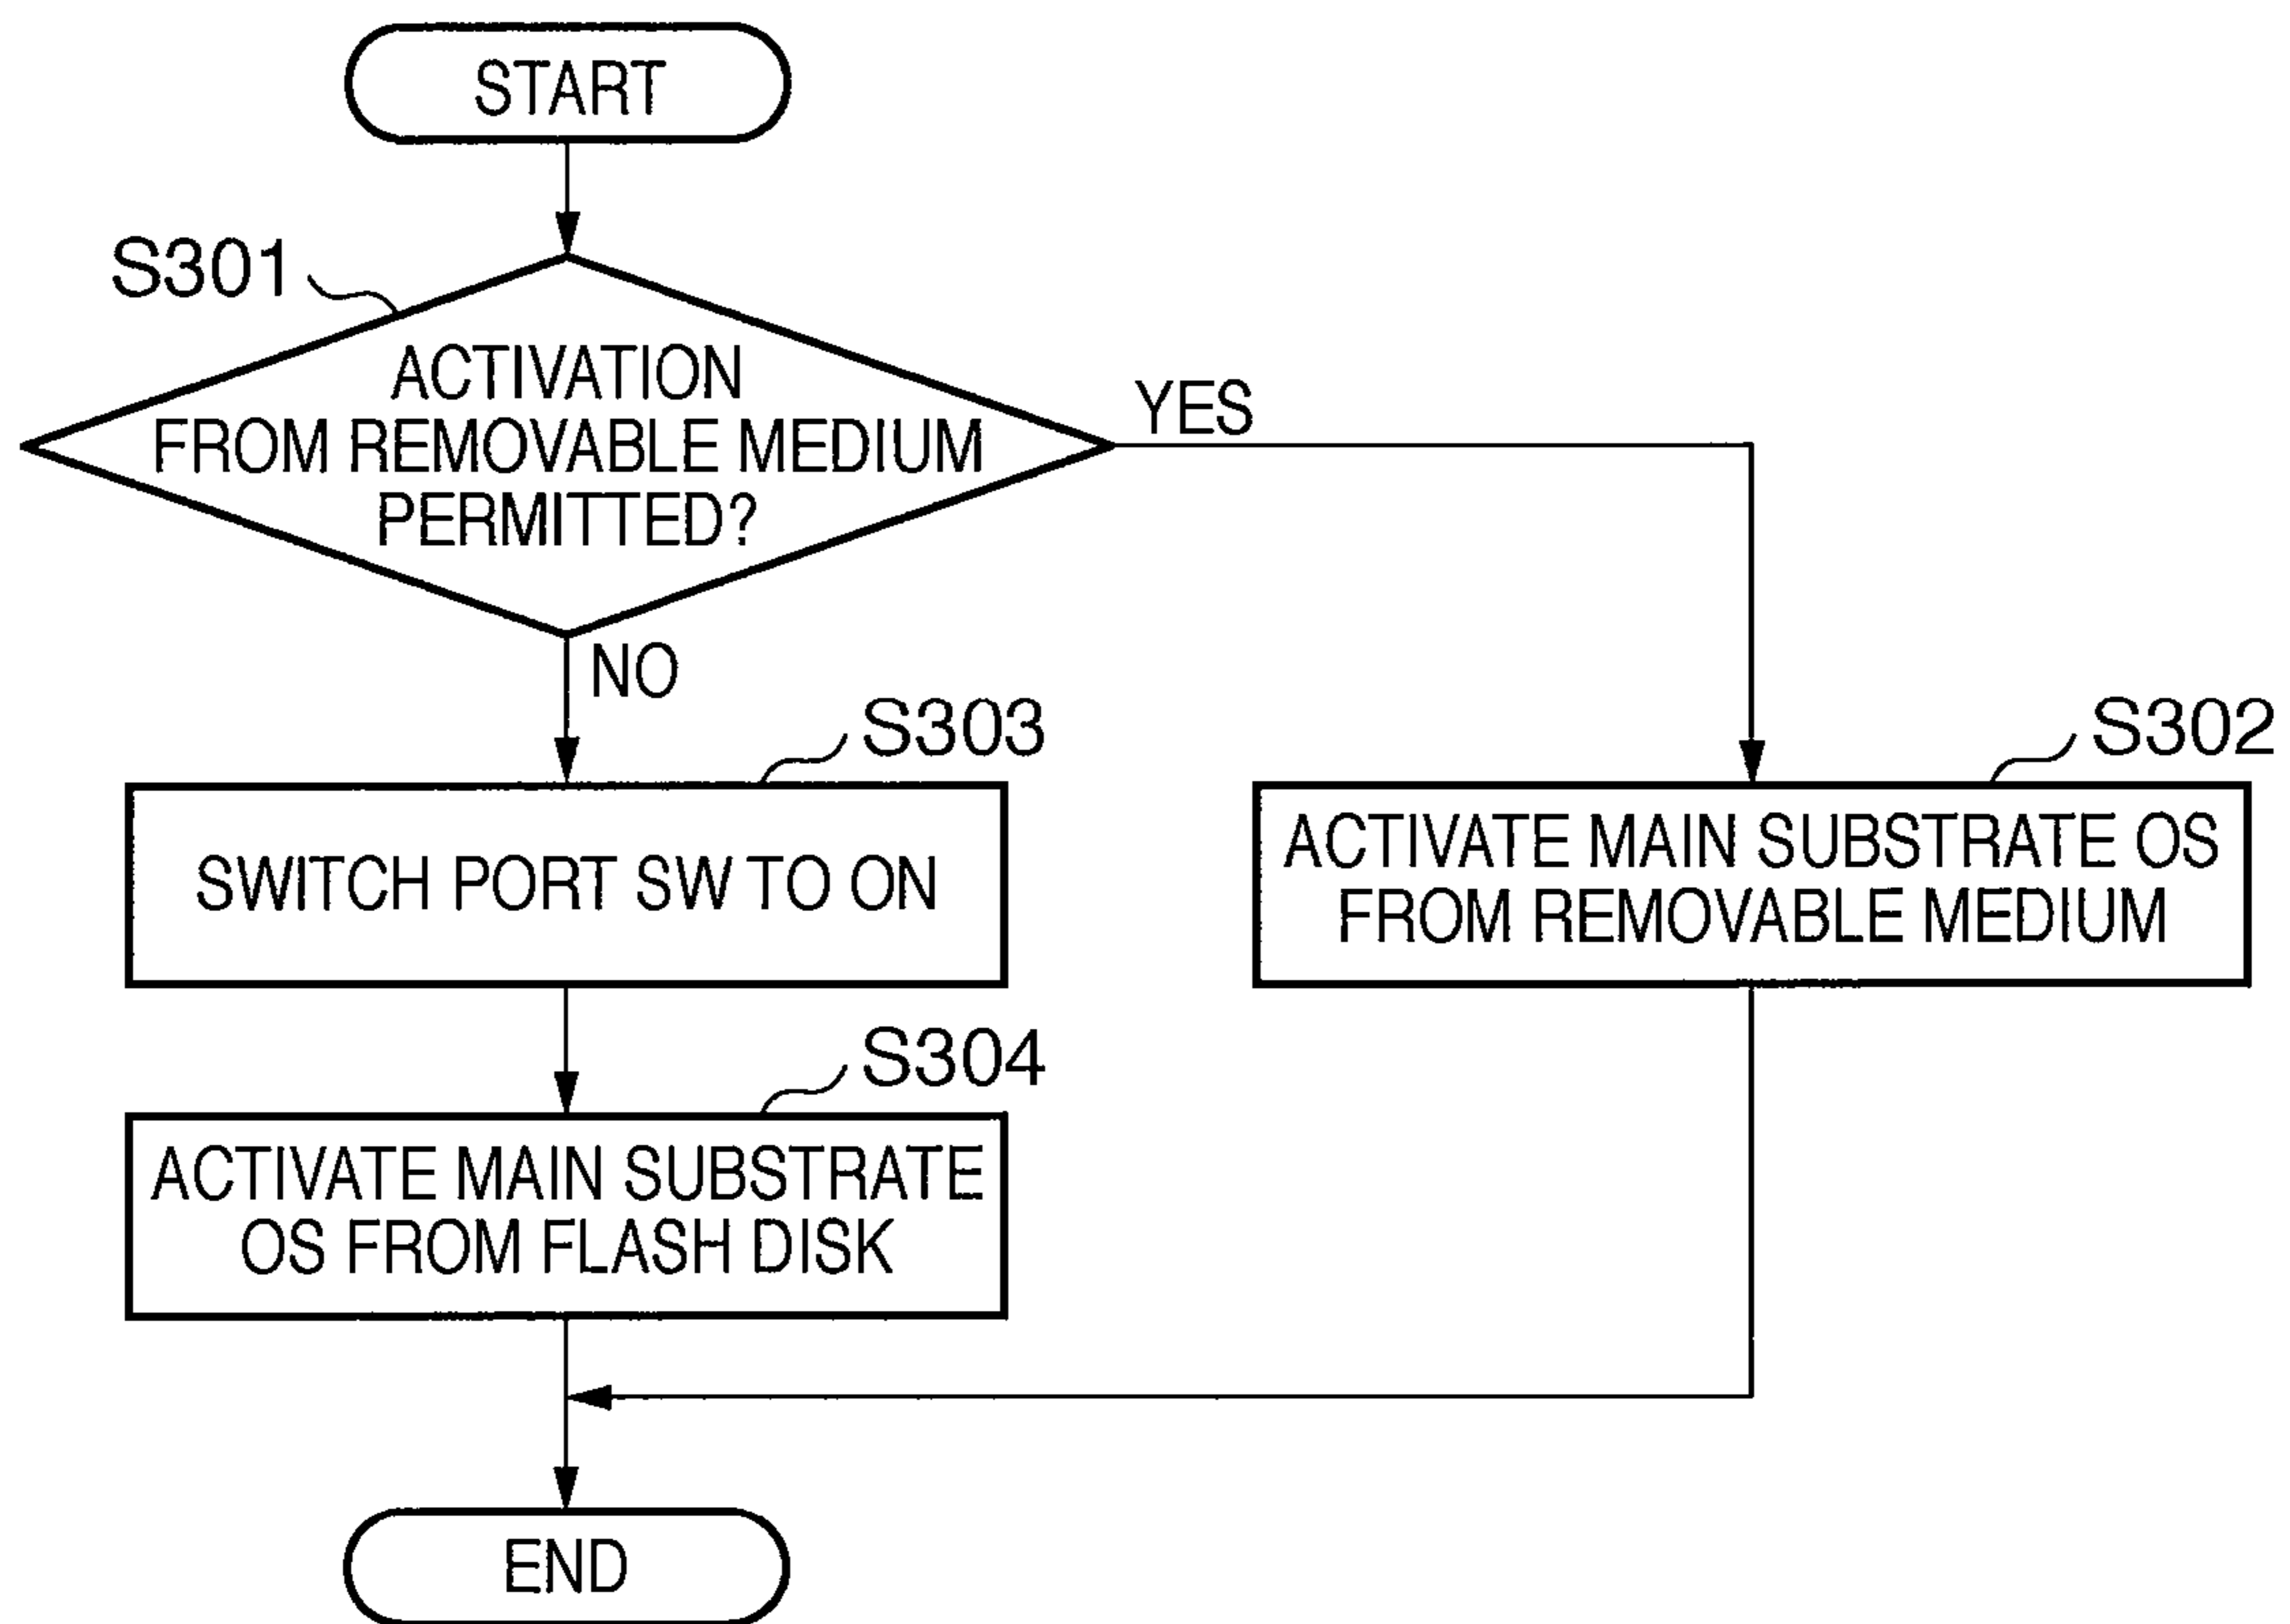 START
S301
ACTIVATION
FROM REMOVABLE MEDIUM
PERMITTED?
YES
NO
S303
SWITCH PORT SW TO ON
S302
ACTIVATE MAIN SUBSTRATE OS
FROM REMOVABLE MEDIUM
S304
ACTIVATE MAIN SUBSTRATE
OS FROM FLASH DISK
END